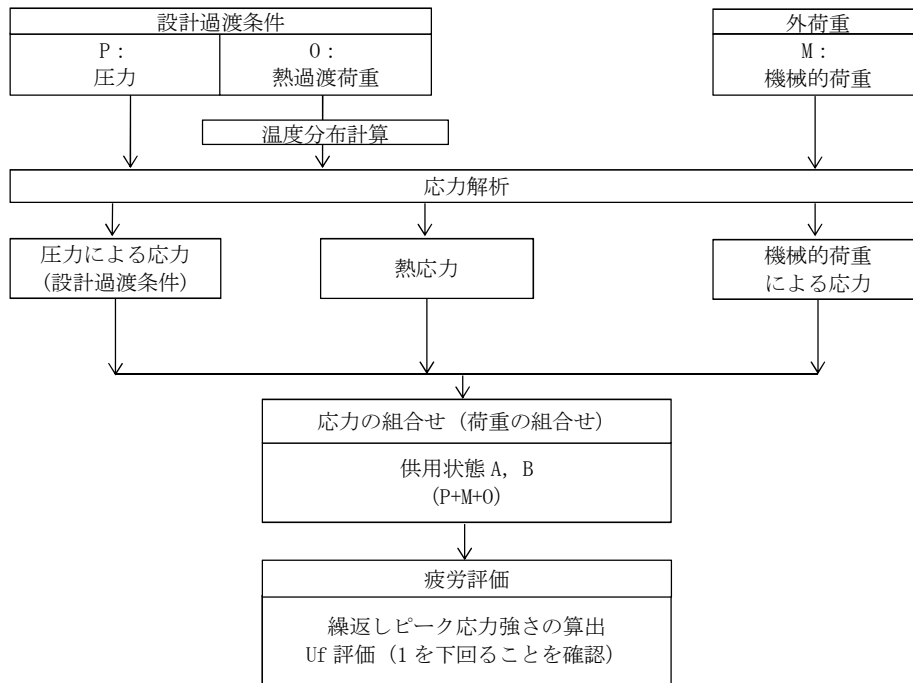 設計過渡条件
P：
圧力
O：
熱過渡荷重
外荷重
M：
機械的荷重
温度分布計算
応力解析
圧力による応力
(設計過渡条件)
熱応力
機械的荷重
による応力
応力の組合せ（荷重の組合せ）
供用状態 A, B
(P+M+O)
疲労評価
繰返しピーク応力強さの算出
Uf 評価（1 を下回ることを確認）